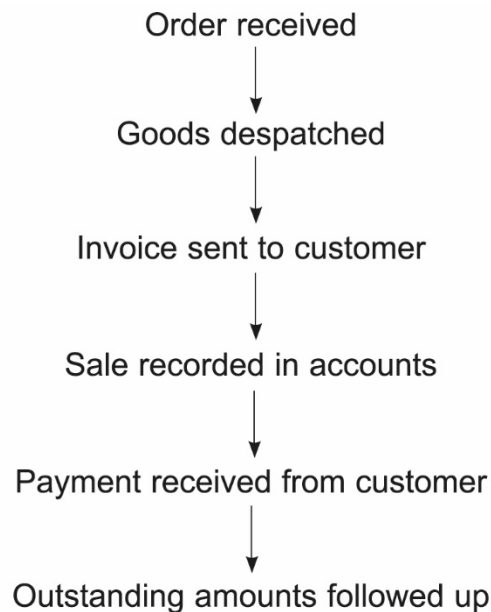 Order received
Goods despatched
Invoice sent to customer
Sale recorded in accounts
Payment received from customer
Outstanding amounts followed up